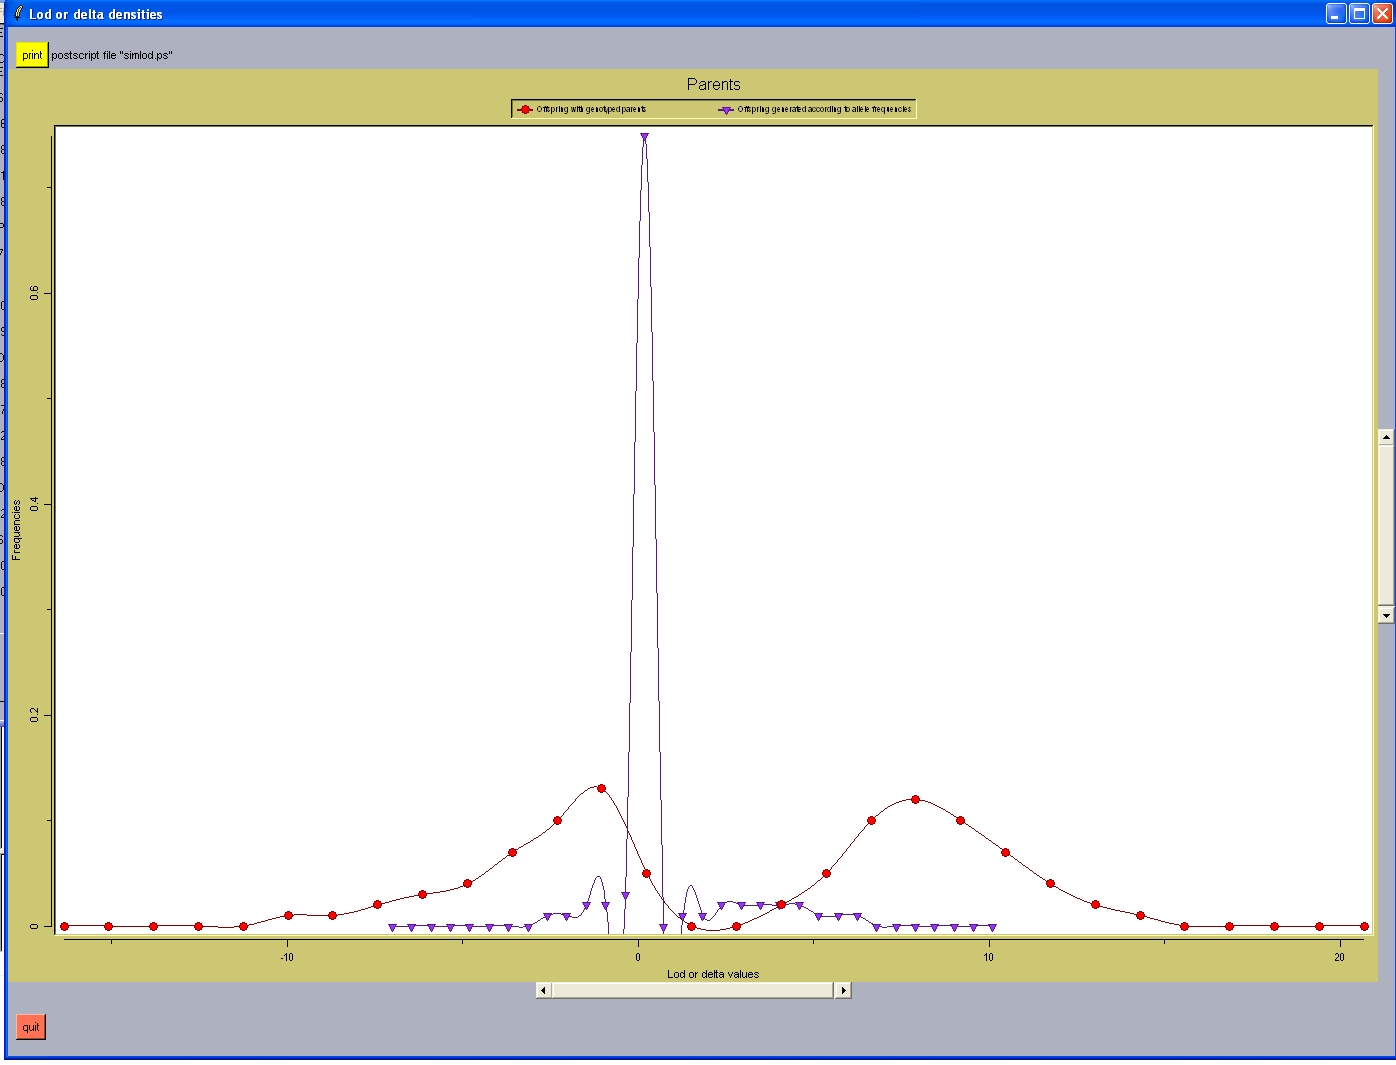 Lod or delta densities
print postscript file "simlod.ps"
Parents
Offspring with genotyped parents Offspring generated according to allele frequencies
0.6
0.4
0.2
0
Frequencies
-10 0 10 20
Lod or delta values
quit